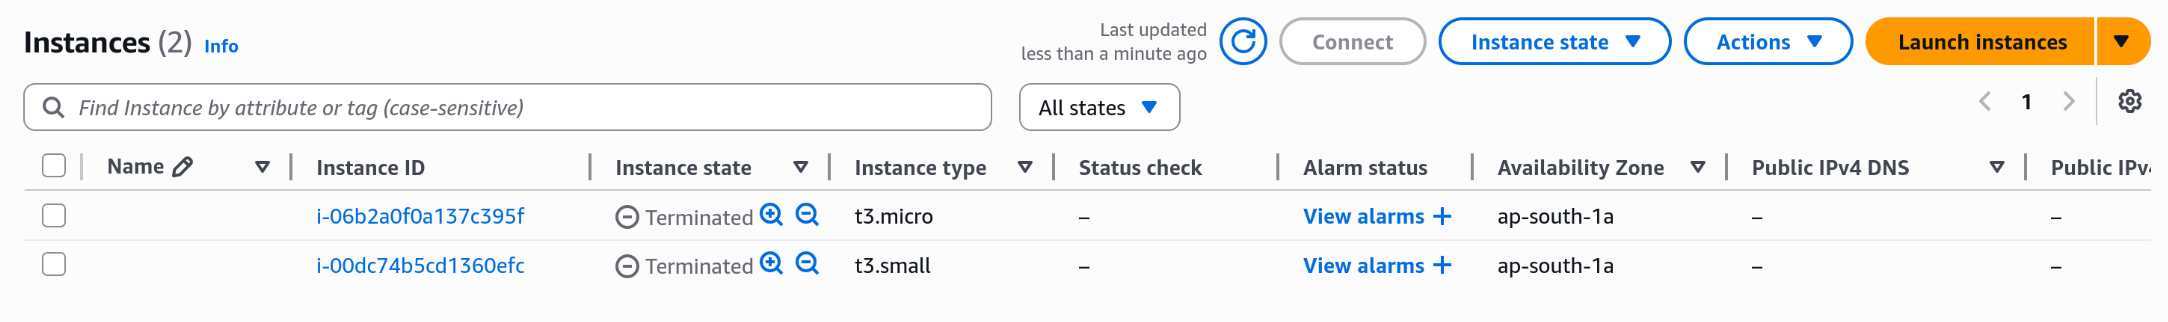 Instances (2) Info
Last updated
less than a minute ago
Connect
Instance state
Actions
Launch instances
Find Instance by attribute or tag (case-sensitive)
All states
1
Name Instance ID Instance state Instance type Status check Alarm status Availability Zone Public IPv4 DNS Public IPv4
i-06b2a0f0a137c395f Terminated t3.micro – View alarms + ap-south-1a – –
i-00dc74b5cd1360efc Terminated t3.small – View alarms + ap-south-1a – –